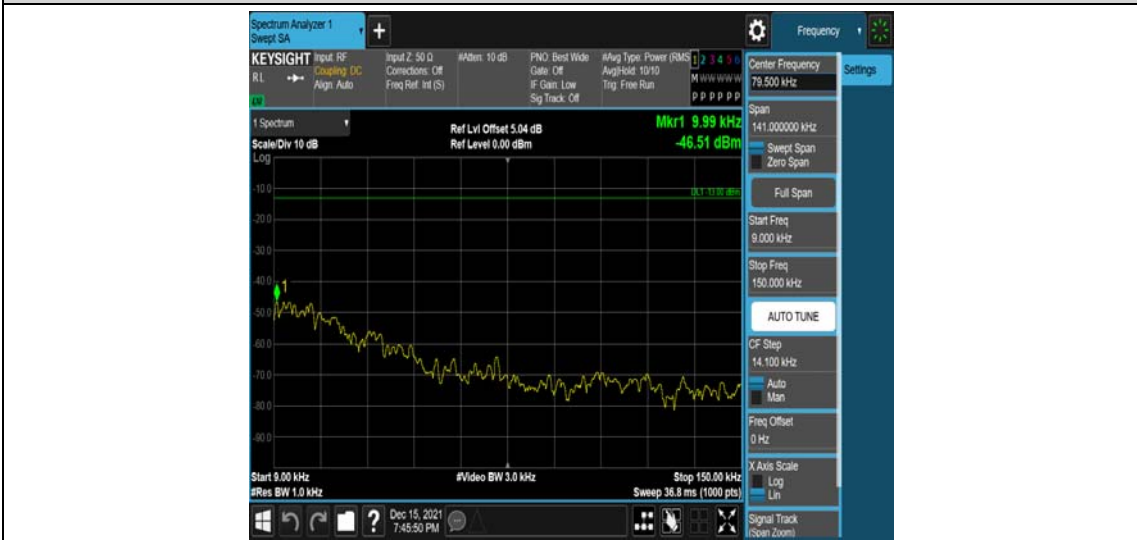 Spectrum Analyzer 1
Swept SA
+
Frequency
KEYSIGHT
RL
Input: RF
Coupling: DC
Align: Auto
Input Z: 50 Ω
Corrections: Off
Freq Ref: Int (S)
#Atten: 10 dB
PNO: Best Wide
Gate: Off
IF Gain: Low
Sig Track: Off
#Avg Type: Power (RMS
Avg|Hold: 10/10
Trig: Free Run
1 2 3 4 5 6
M W W W W W
P P P P P P
1 Spectrum
Scale/Div 10 dB
Log
Ref Lvl Offset 5.04 dB
Ref Level 0.00 dBm
Mkr1 9.99 kHz
-46.51 dBm
DL1 -13.00 dBm
-10.0
-20.0
-30.0
-40.0
-50.0
-60.0
-70.0
-80.0
-90.0
1
Start 9.00 kHz
#Res BW 1.0 kHz
#Video BW 3.0 kHz
Stop 150.00 kHz
Sweep 36.8 ms (1000 pts)
Dec 15, 2021
7:45:50 PM
?
Center Frequency
79.500 kHz
Settings
Span
141.000000 kHz
Swept Span
Zero Span
Full Span
Start Freq
9.000 kHz
Stop Freq
150.000 kHz
AUTO TUNE
CF Step
14.100 kHz
Auto
Man
Freq Offset
0 Hz
X Axis Scale
Log
Lin
Signal Track
(Span Zoom)